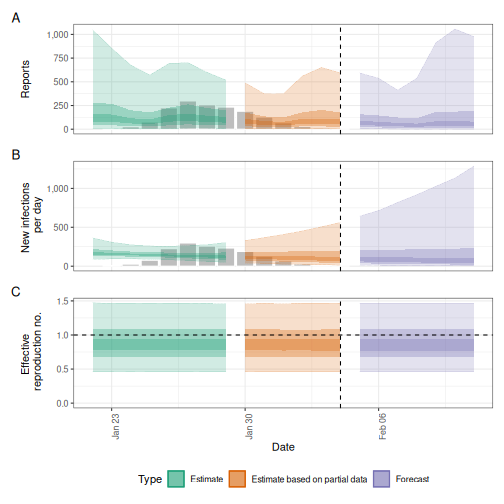 A
Reports
1,000
750
500
250
0
B
New infections
per day
1,000
500
0
C
Effective
reproduction no.
1.5
1.0
0.5
0.0
Jan 23
Jan 30
Feb 06
Date
Type Estimate Estimate based on partial data Forecast